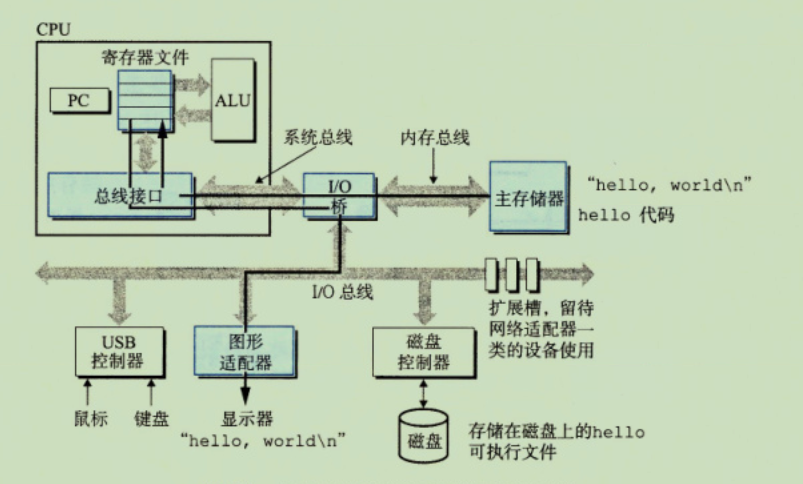 CPU
寄存器文件
PC
ALU
系统总线
内存总线
总线接口
I/O
桥
主存储器
“hello, world\n”
hello 代码
I/O 总线
扩展槽，留待
网络适配器一
类的设备使用
USB
控制器
图形
适配器
磁盘
控制器
鼠标
键盘
显示器
“hello, world\n”
磁盘
存储在磁盘上的hello
可执行文件